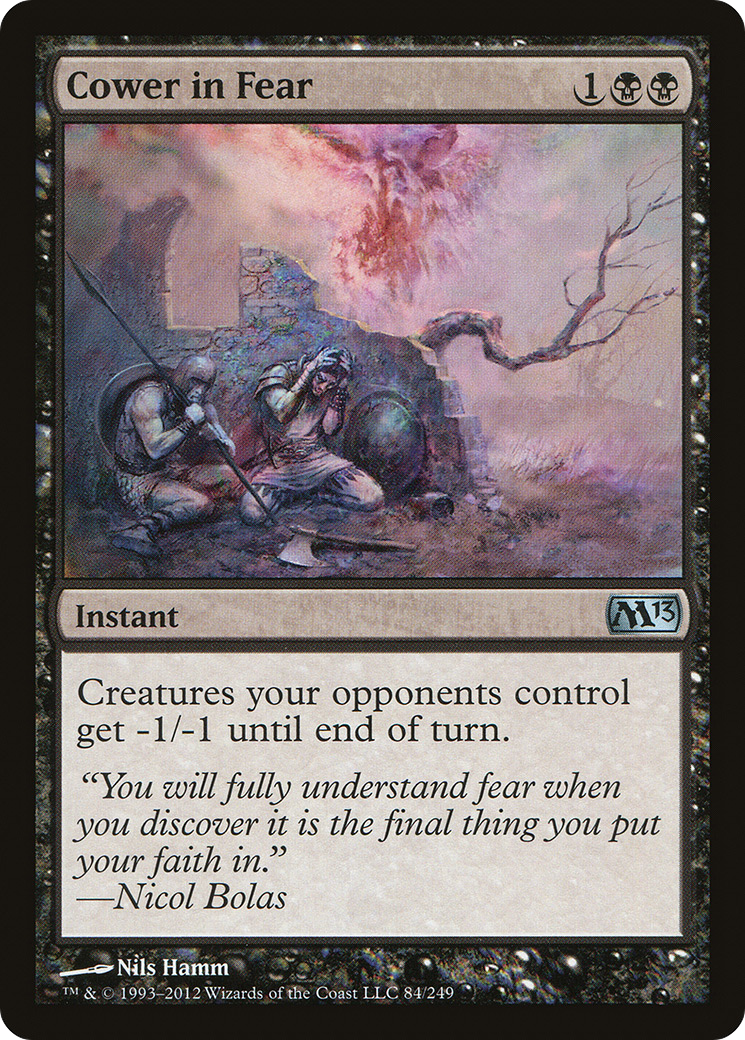 Cower in Fear
1
Instant
M13
Creatures your opponents control
get -1/-1 until end of turn.
“You will fully understand fear when
you discover it is the final thing you put
your faith in.”
—Nicol Bolas
Nils Hamm
™ & © 1993–2012 Wizards of the Coast LLC 84/249